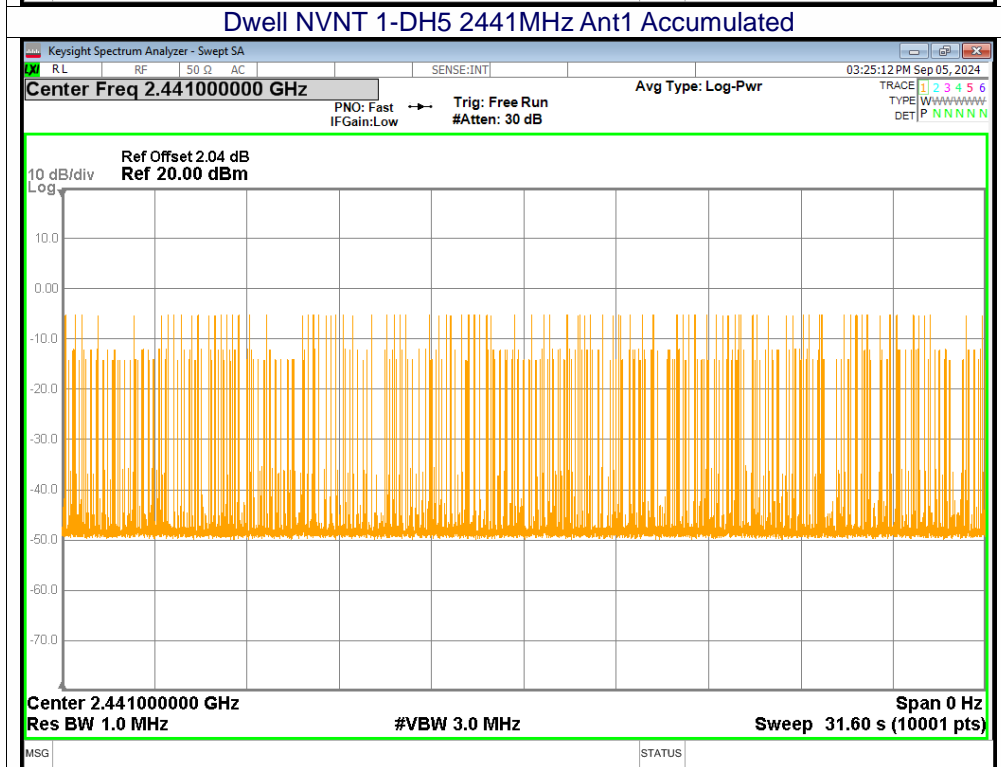 Dwell NVNT 1-DH5 2441MHz Ant1 Accumulated
Keysight Spectrum Analyzer - Swept SA
LXI RL RF 50 Ω AC SENSE:INT 03:25:12 PM Sep 05, 2024
Center Freq 2.441000000 GHz Avg Type: Log-Pwr TRACE 1 2 3 4 5 6
PNO: Fast Trig: Free Run TYPE WWWWWWW
IFGain:Low #Atten: 30 dB DET P N N N N N
Ref Offset 2.04 dB
10 dB/div Ref 20.00 dBm
Log
10.0
0.00
-10.0
-20.0
-30.0
-40.0
-50.0
-60.0
-70.0
Center 2.441000000 GHz Span 0 Hz
Res BW 1.0 MHz #VBW 3.0 MHz Sweep 31.60 s (10001 pts)
MSG STATUS